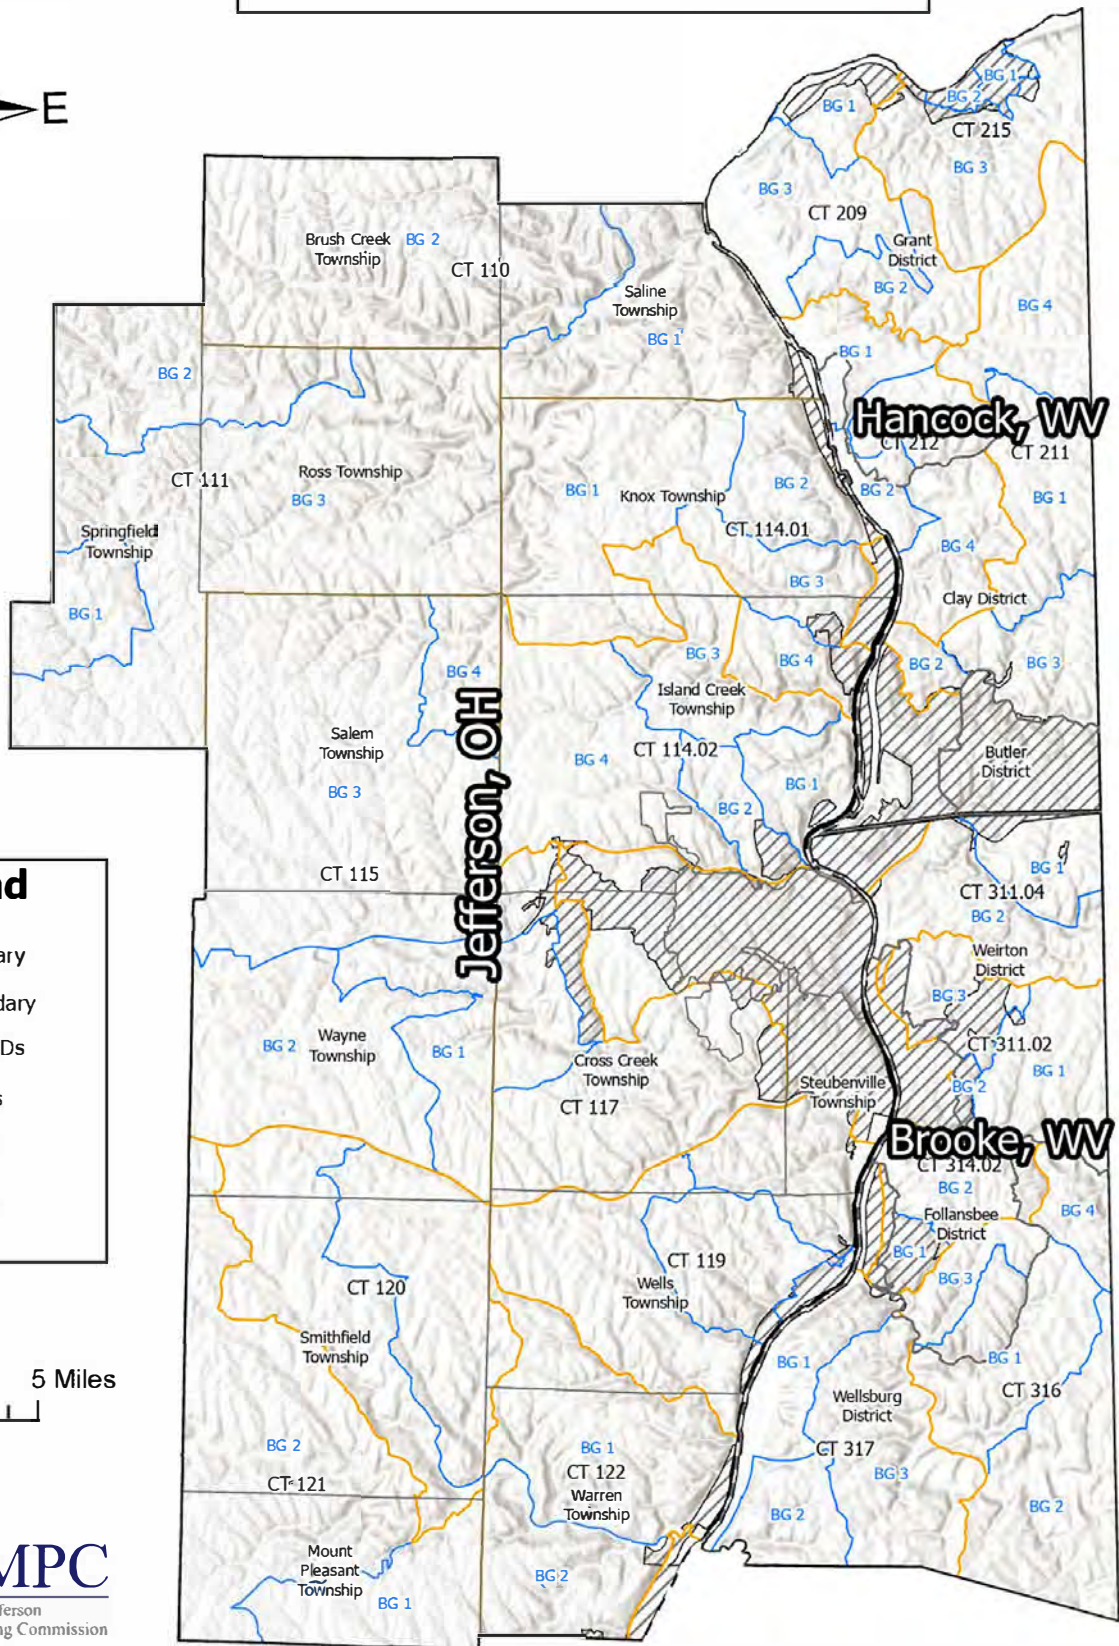 E
BG 1
BG 2
BG 1
CT 215
BG 3
BG 3
CT 209
Grant
District
BG 2
BG 4
Brush Creek
Township
BG 2
CT 110
Saline
Township
BG 1
BG 1
BG 2
Hancock, WV
CT 212
CT 211
CT 111
Ross Township
BG 3
BG 1
Knox Township
BG 2
BG 2
BG 1
CT 114.01
Springfield
Township
BG 4
BG 3
BG 1
Clay District
BG 4
BG 3
BG 4
BG 2
BG 3
Island Creek
Township
Salem
Township
BG 3
Jefferson, OH
BG 4
CT 114.02
BG 1
BG 2
Butler
District
CT 115
BG 1
CT 311.04
BG 2
Weirton
District
BG 3
nd
ary
dary
Ds
s
BG 2
Wayne
Township
BG 1
Cross Creek
Township
CT 117
Steubenville
Township
CT 311.02
BG 1
BG 2
Brooke, WV
CT 314.02
BG 2
BG 4
Follansbee
District
BG 1
BG 3
CT 119
Wells
Township
CT 120
Smithfield
Township
5 Miles
BG 1
BG 1
CT 316
Wellsburg
District
CT 317
BG 3
BG 2
BG 2
BG 2
CT 121
BG 1
CT 122
Warren
Township
Mount
Pleasant
Township
BG 1
BG 2
MPC
ferson
ng Commission